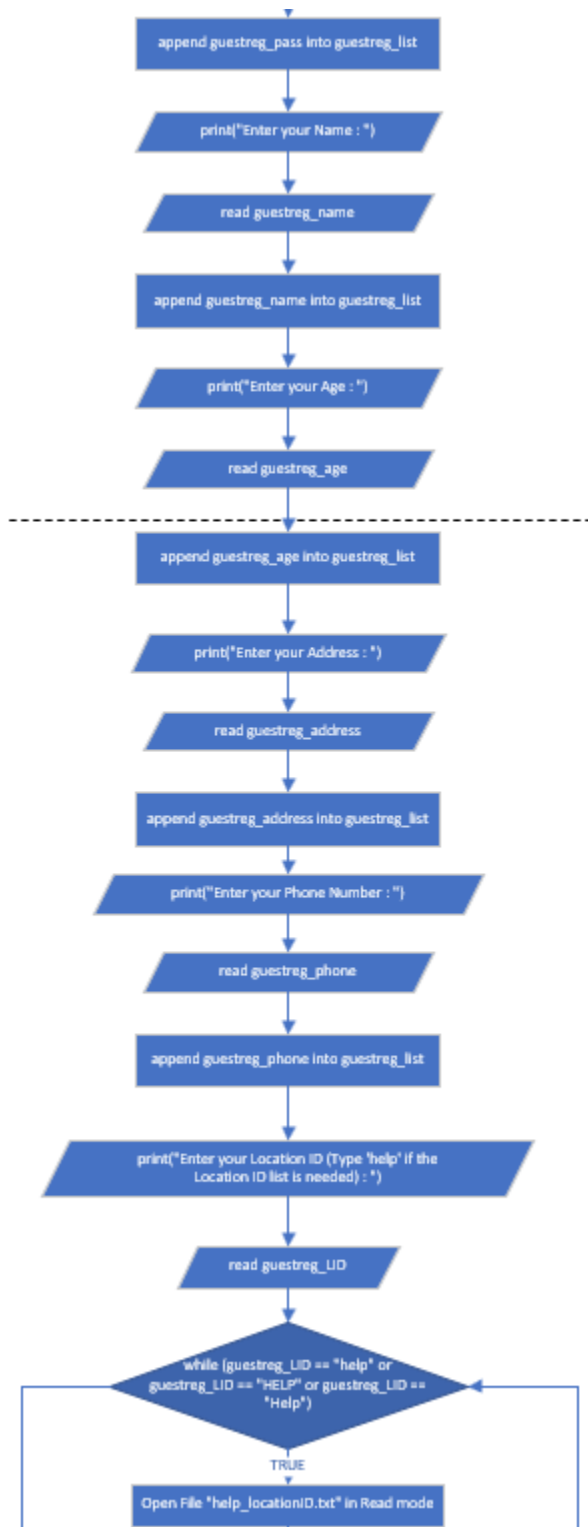 append guestreg_pass into guestreg_list
print("Enter your Name : ")
read guestreg_name
append guestreg_name into guestreg_list
print("Enter your Age : ")
read guestreg_age
append guestreg_age into guestreg_list
print("Enter your Address : ")
read guestreg_address
append guestreg_address into guestreg_list
print("Enter your Phone Number : ")
read guestreg_phone
append guestreg_phone into guestreg_list
print("Enter your Location ID (Type 'help' if the
Location ID list is needed) : ")
read guestreg_LID
while (guestreg_LID == "help" or
guestreg_LID == "HELP" or guestreg_LID ==
"Help")
TRUE
Open File "help_locationID.txt" in Read mode